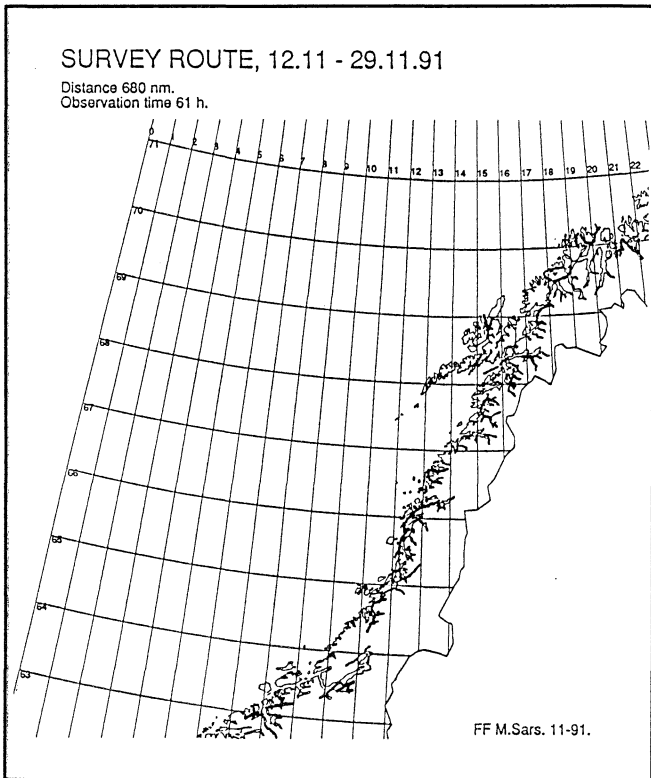 SURVEY ROUTE, 12.11 - 29.11.91
Distance 680 nm.
Observation time 61 h.
0 1 2 3 4 5 6 7 8 9 10 11 12 13 14 15 16 17 18 19 20 21 22
71
70
69
68
67
66
65
64
63
FF M.Sars. 11-91.